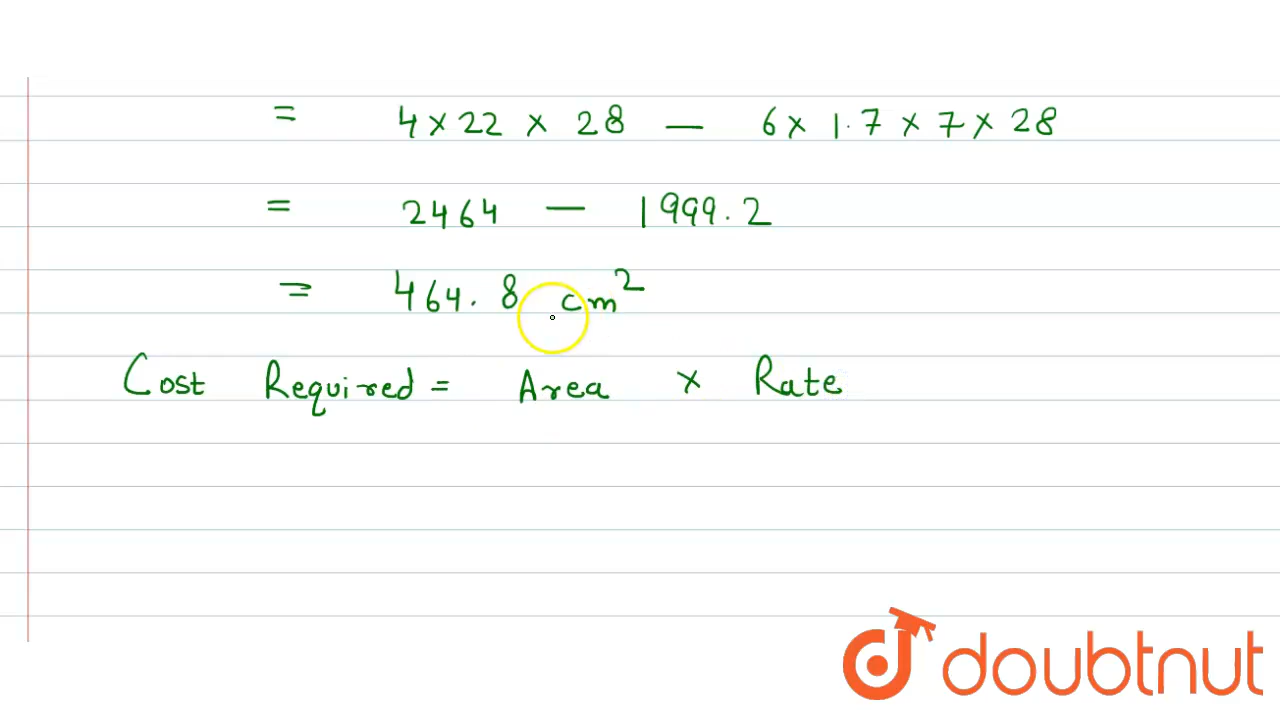 = 4 × 22 × 28 — 6 × 1.7 × 7 × 28
= 2464 — 1999.2
= 464.8 cm²
Cost Required = Area × Rate
doubtnut